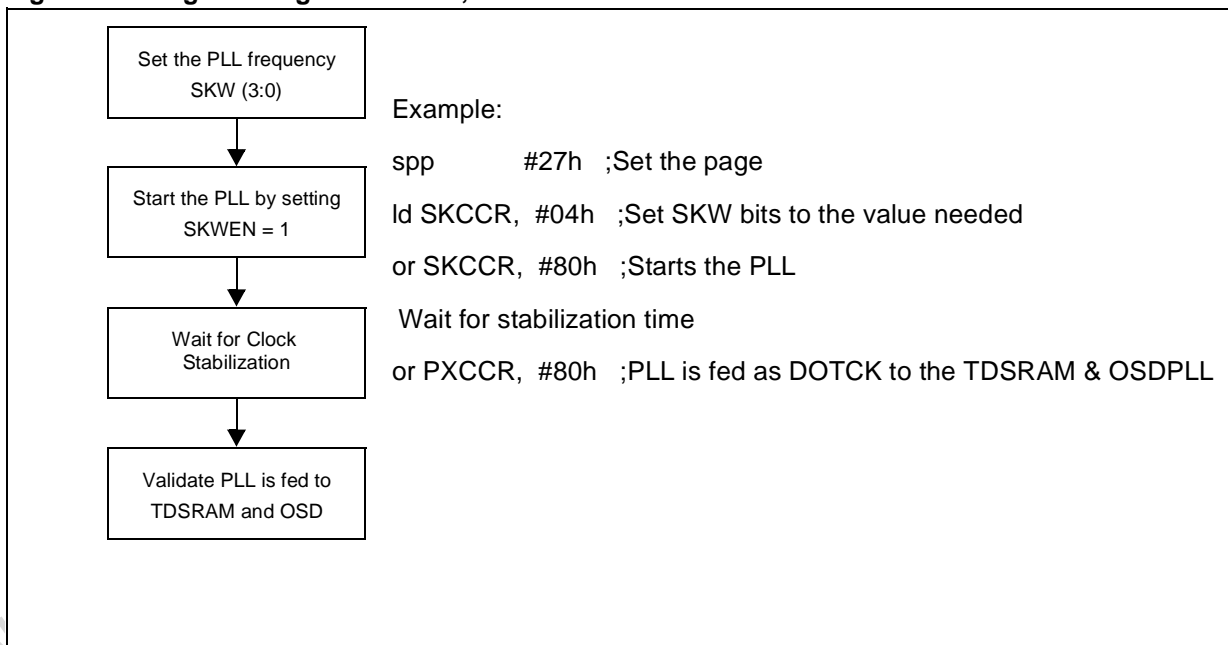 Set the PLL frequency
SKW (3:0)
Start the PLL by setting
SKWEN = 1
Wait for Clock
Stabilization
Validate PLL is fed to
TDSRAM and OSD
Example:
spp #27h ;Set the page
ld SKCCR, #04h ;Set SKW bits to the value needed
or SKCCR, #80h ;Starts the PLL
Wait for stabilization time
or PXCCR, #80h ;PLL is fed as DOTCK to the TDSRAM & OSDPLL